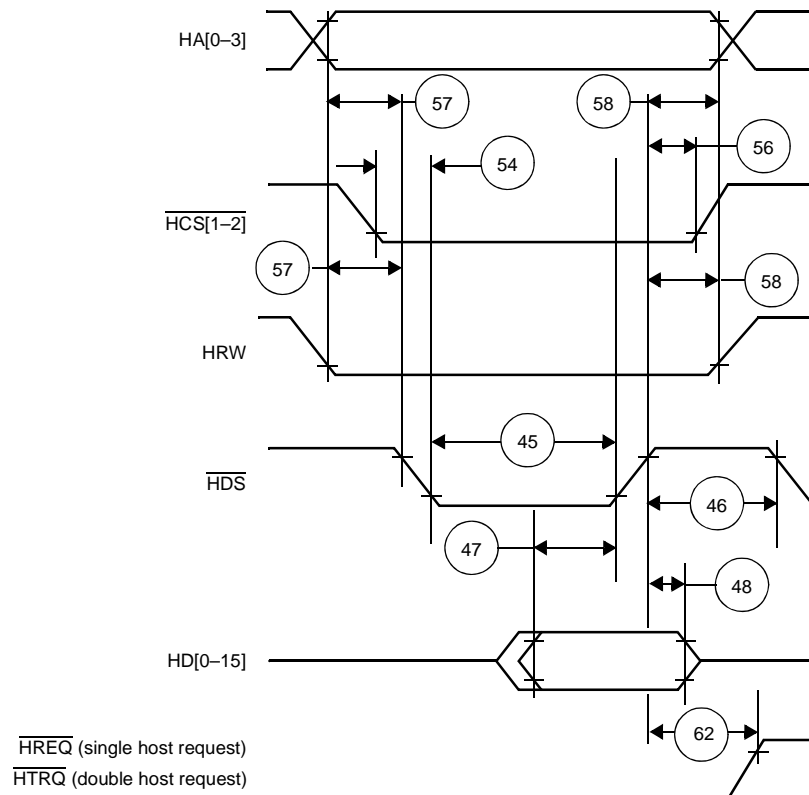 HA[0–3]
57
58
54
56
HCS[1–2]
57
58
HRW
45
HDS
46
47
48
HD[0–15]
62
HREQ (single host request)
HTRQ (double host request)